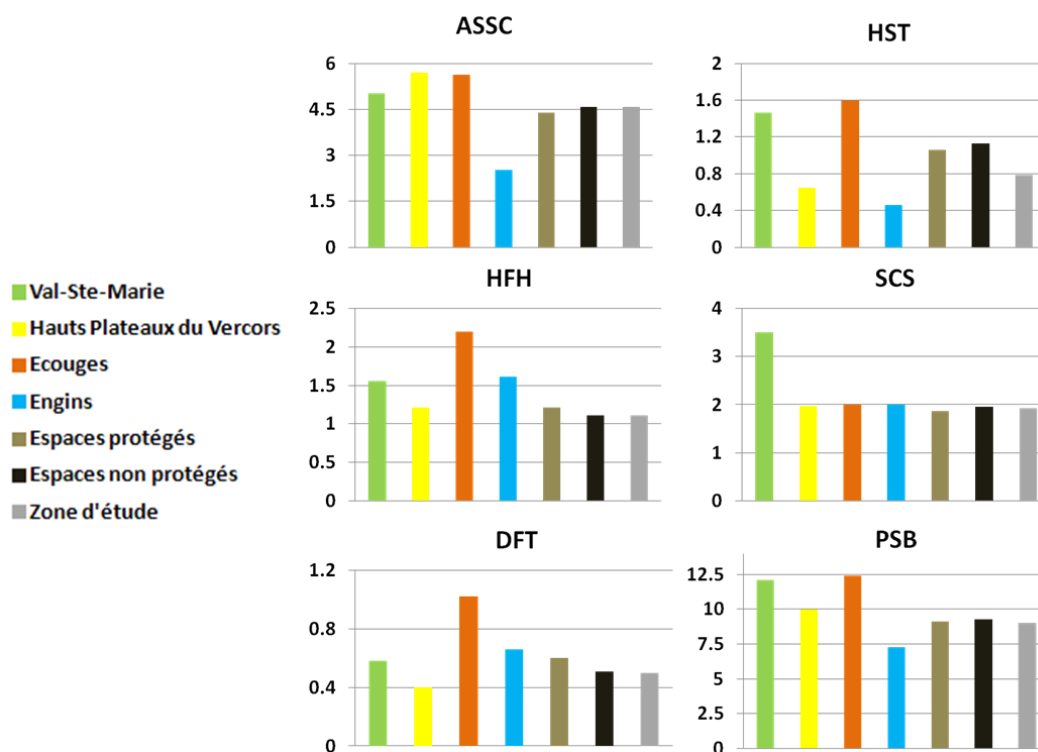 ASSC
6
4.5
3
1.5
0
HST
2
1.6
1.2
0.8
0.4
0
Val-Ste-Marie
Hauts Plateaux du Vercors
Ecouges
Engins
Espaces protégés
Espaces non protégés
Zone d'étude
HFH
2.5
2
1.5
1
0.5
0
SCS
4
3
2
1
0
DFT
1.2
0.8
0.4
0
PSB
12.5
10
7.5
5
2.5
0